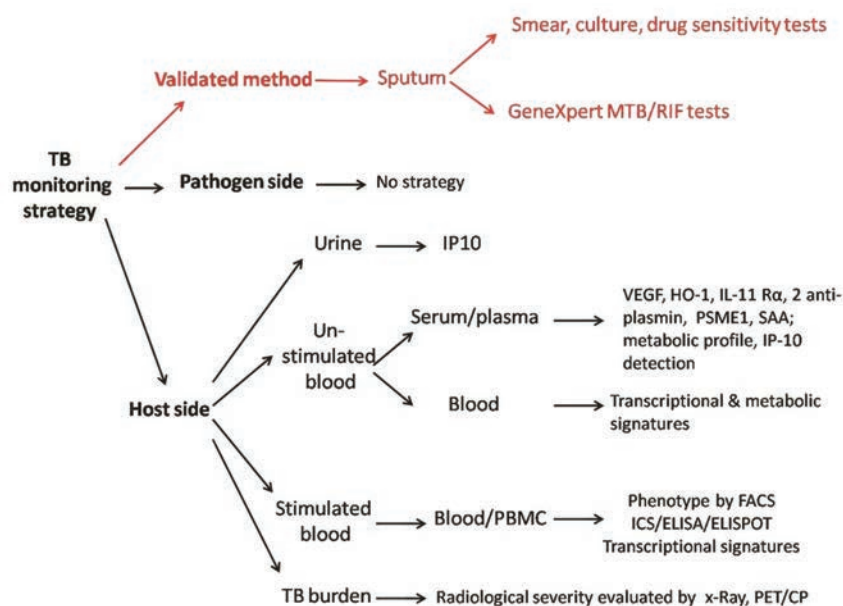 Smear, culture, drug sensitivity tests
Validated method
Sputum
GeneXpert MTB/RIF tests
TB
monitoring
strategy
Pathogen side
No strategy
Urine
IP10
Un-
stimulated
blood
Serum/plasma
VEGF, HO-1, IL-11 Rα, 2 anti-
plasmin, PSME1, SAA;
metabolic profile, IP-10
detection
Host side
Blood
Transcriptional & metabolic
signatures
Stimulated
blood
Blood/PBMC
Phenotype by FACS
ICS/ELISA/ELISPOT
Transcriptional signatures
TB burden
Radiological severity evaluated by x-Ray, PET/CP